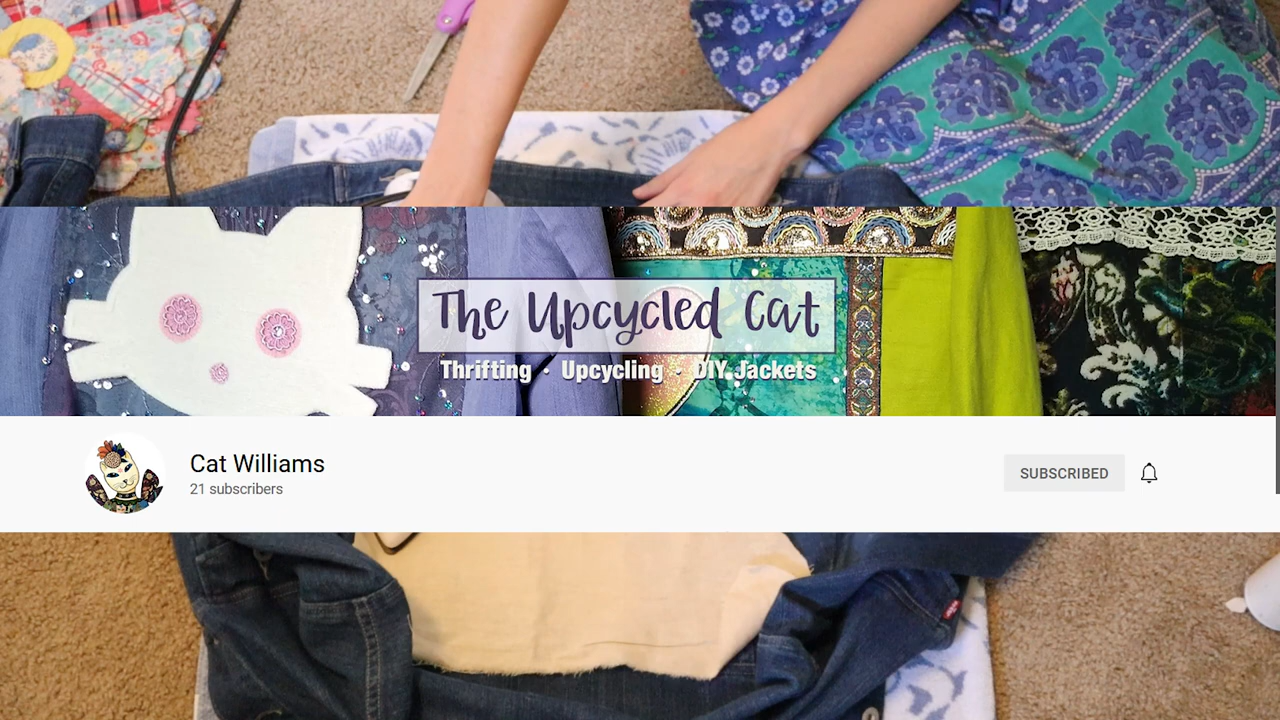 The Upcycled Cat
Thrifting · Upcycling · DIY Jackets
Cat Williams
21 subscribers
SUBSCRIBED